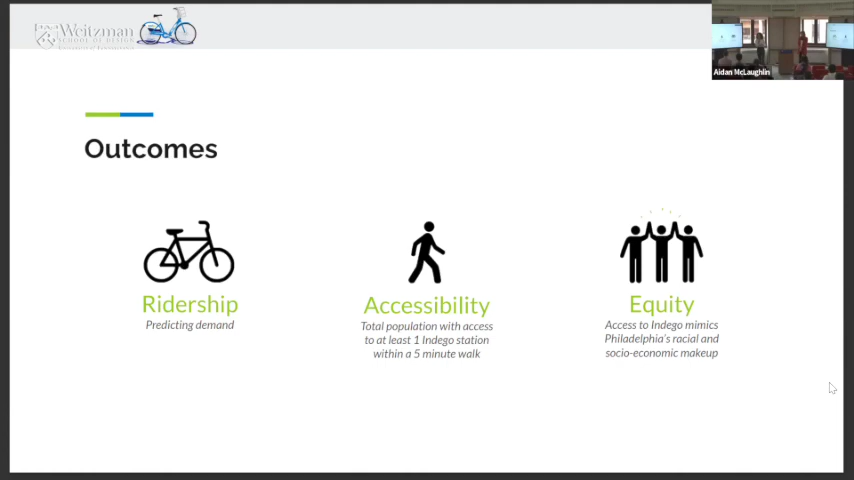 Weitzman
SCHOOL OF DESIGN
Aidan McLaughlin
Outcomes
Ridership
Predicting demand
Accessibility
Total population with access
to at least 1 Indego station
within a 5 minute walk
Equity
Access to Indego mimics
Philadelphia's racial and
socio-economic makeup